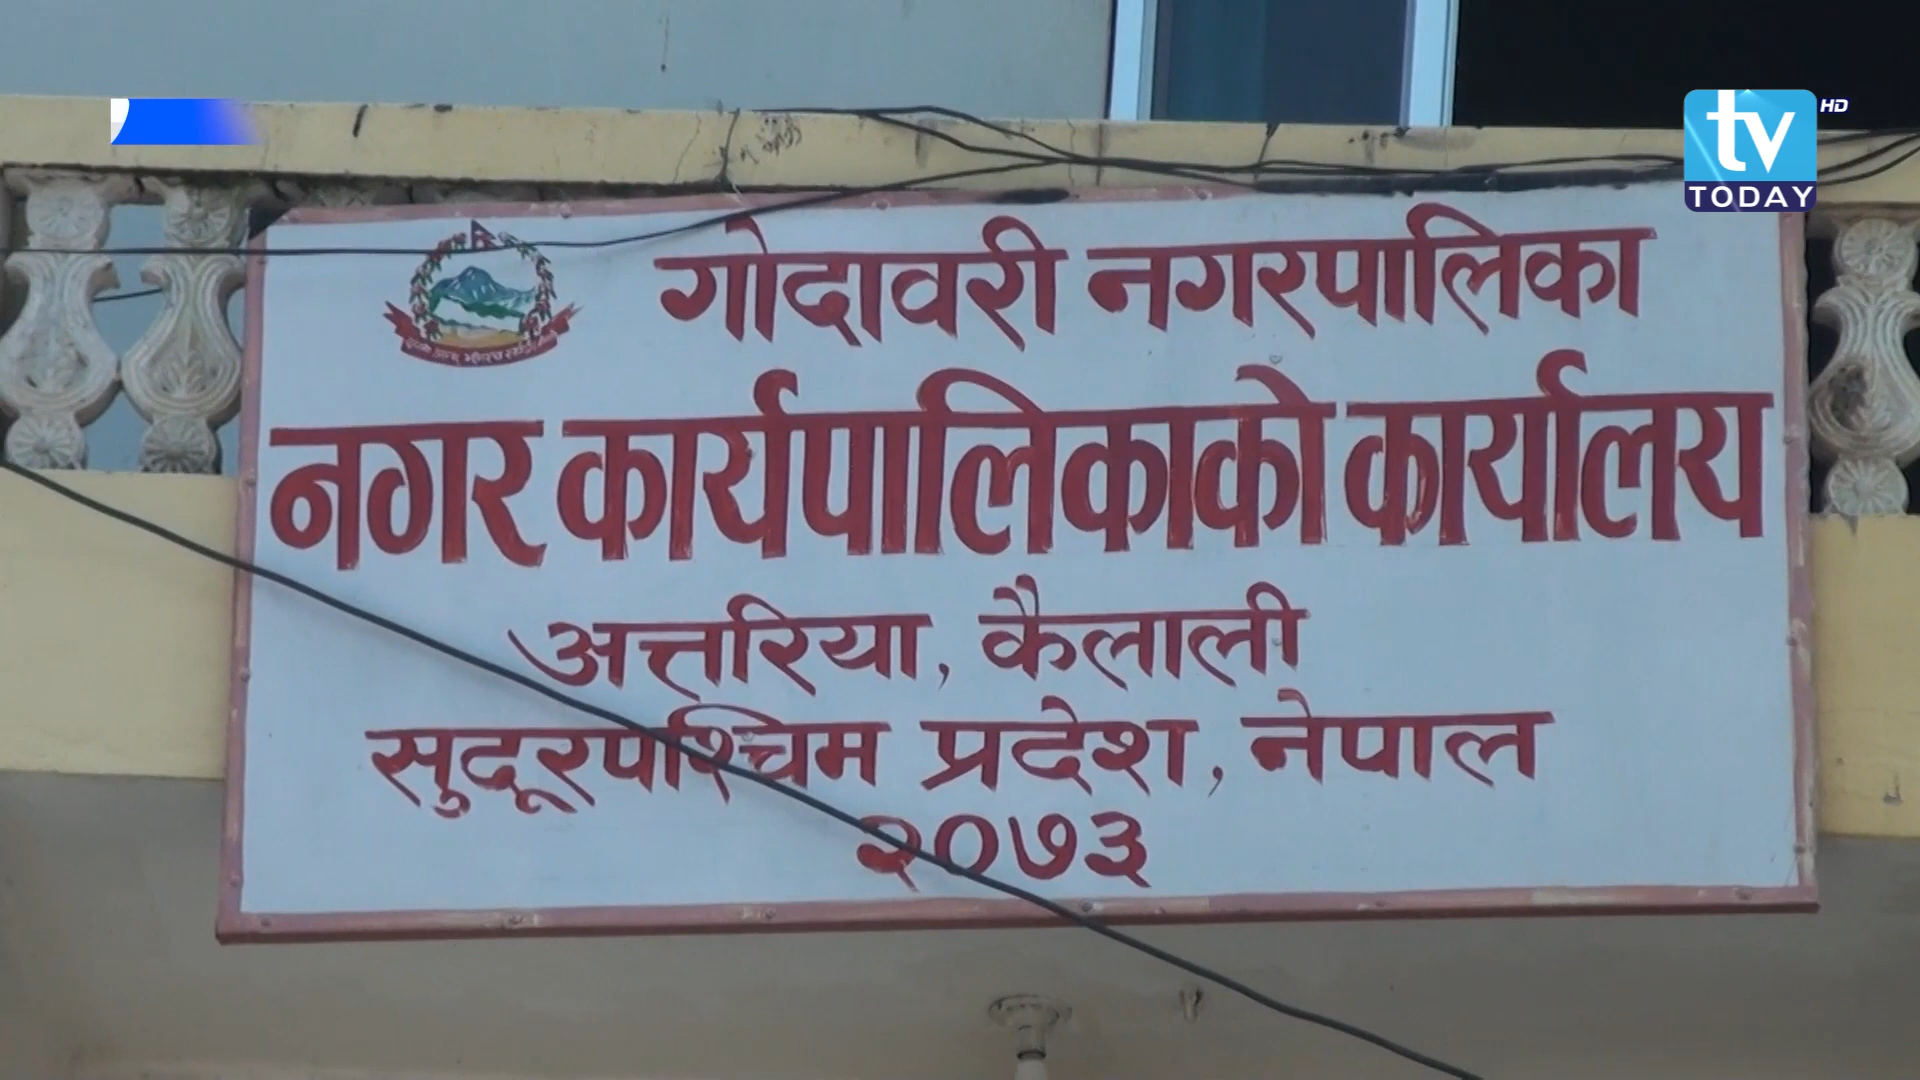 tv HD
TODAY
गोदावरी नगरपालिका
नगर कार्यपालिकाको कार्यालय
अत्तरिया, कैलाली
सुदूरपश्चिम प्रदेश, नेपाल
२०७३